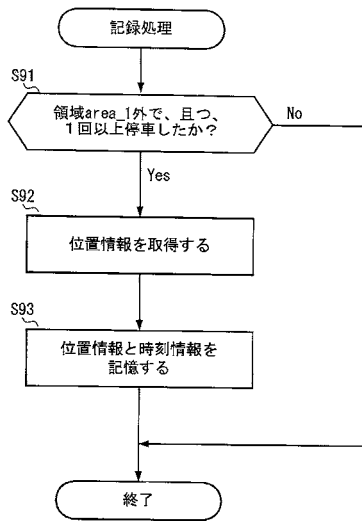 記録処理
S91
領域area_1外で、且つ、
1回以上停車したか?
No
Yes
S92
位置情報を取得する
S93
位置情報と時刻情報を
記憶する
終了